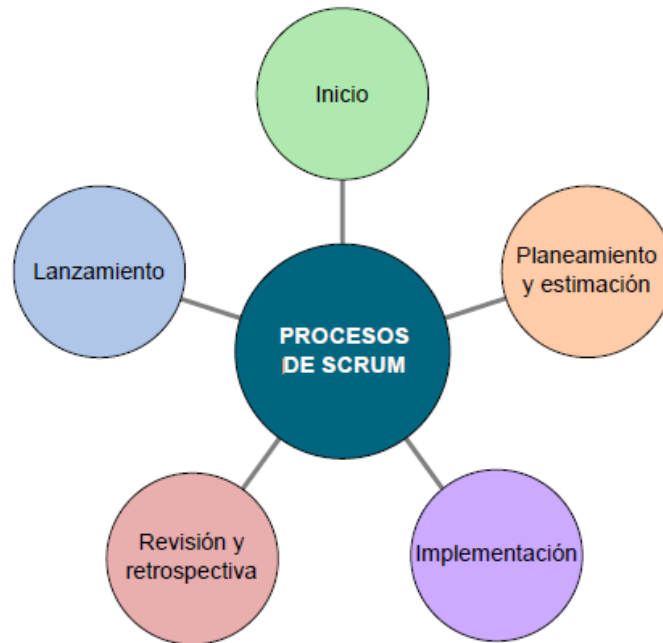 Inicio
Planeamiento
y estimación
Lanzamiento
PROCESOS
DE SCRUM
Revisión y
retrospectiva
Implementación